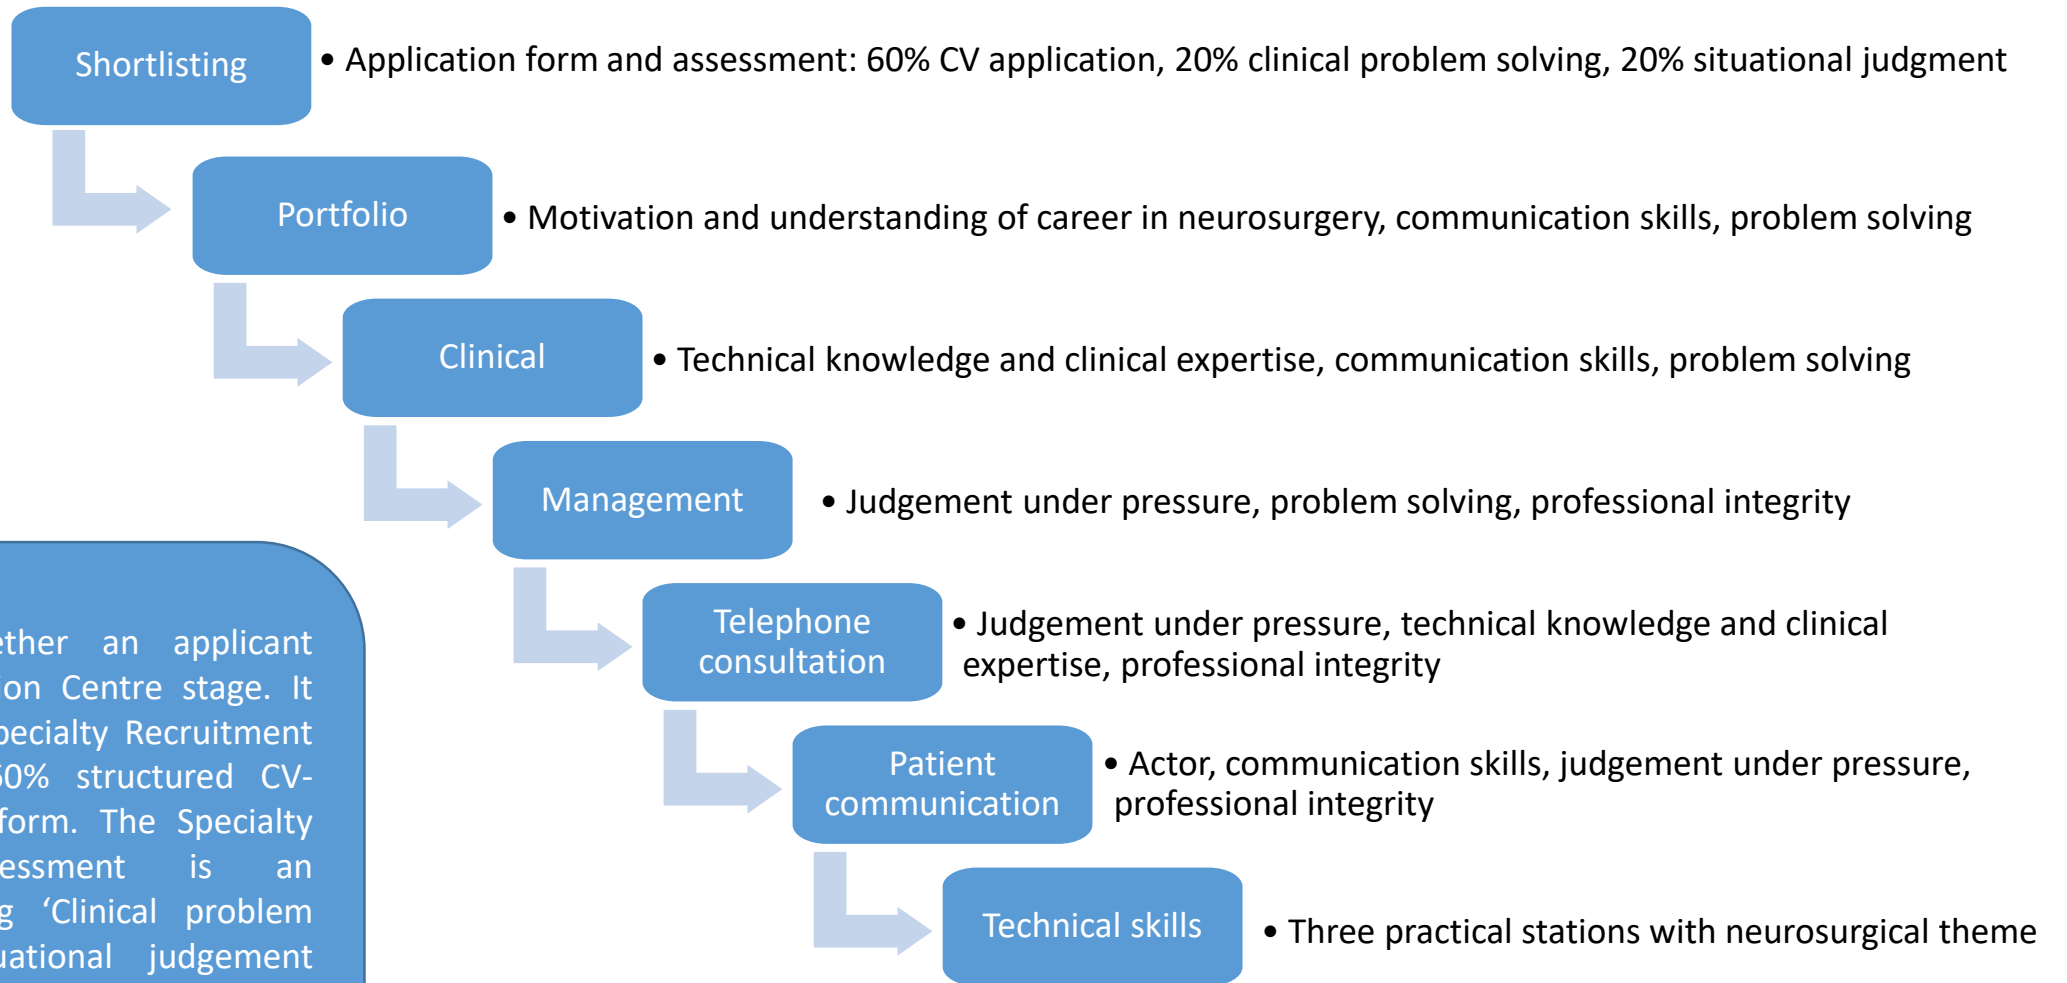 Shortlisting
• Application form and assessment: 60% CV application, 20% clinical problem solving, 20% situational judgment
Portfolio
• Motivation and understanding of career in neurosurgery, communication skills, problem solving
Clinical
• Technical knowledge and clinical expertise, communication skills, problem solving
Management
• Judgement under pressure, problem solving, professional integrity
Telephone
consultation
• Judgement under pressure, technical knowledge and clinical
expertise, professional integrity
Patient
communication
• Actor, communication skills, judgement under pressure,
professional integrity
Technical skills
• Three practical stations with neurosurgical theme
an applicant
Centre stage. It
Recruitment
structured CV-
form. The Specialty
is an
‘Clinical problem
judgement